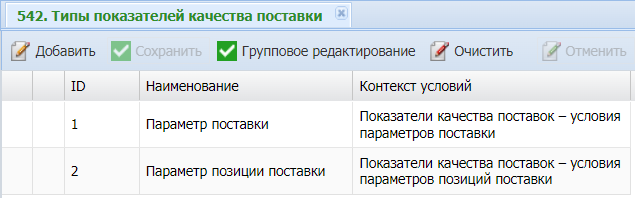 542. Типы показателей качества поставки
Добавить Сохранить Групповое редактирование Очистить Отменить
ID Наименование Контекст условий
1 Параметр поставки Показатели качества поставок – условия
параметров поставки
2 Параметр позиции поставки Показатели качества поставок – условия
параметров позиций поставки